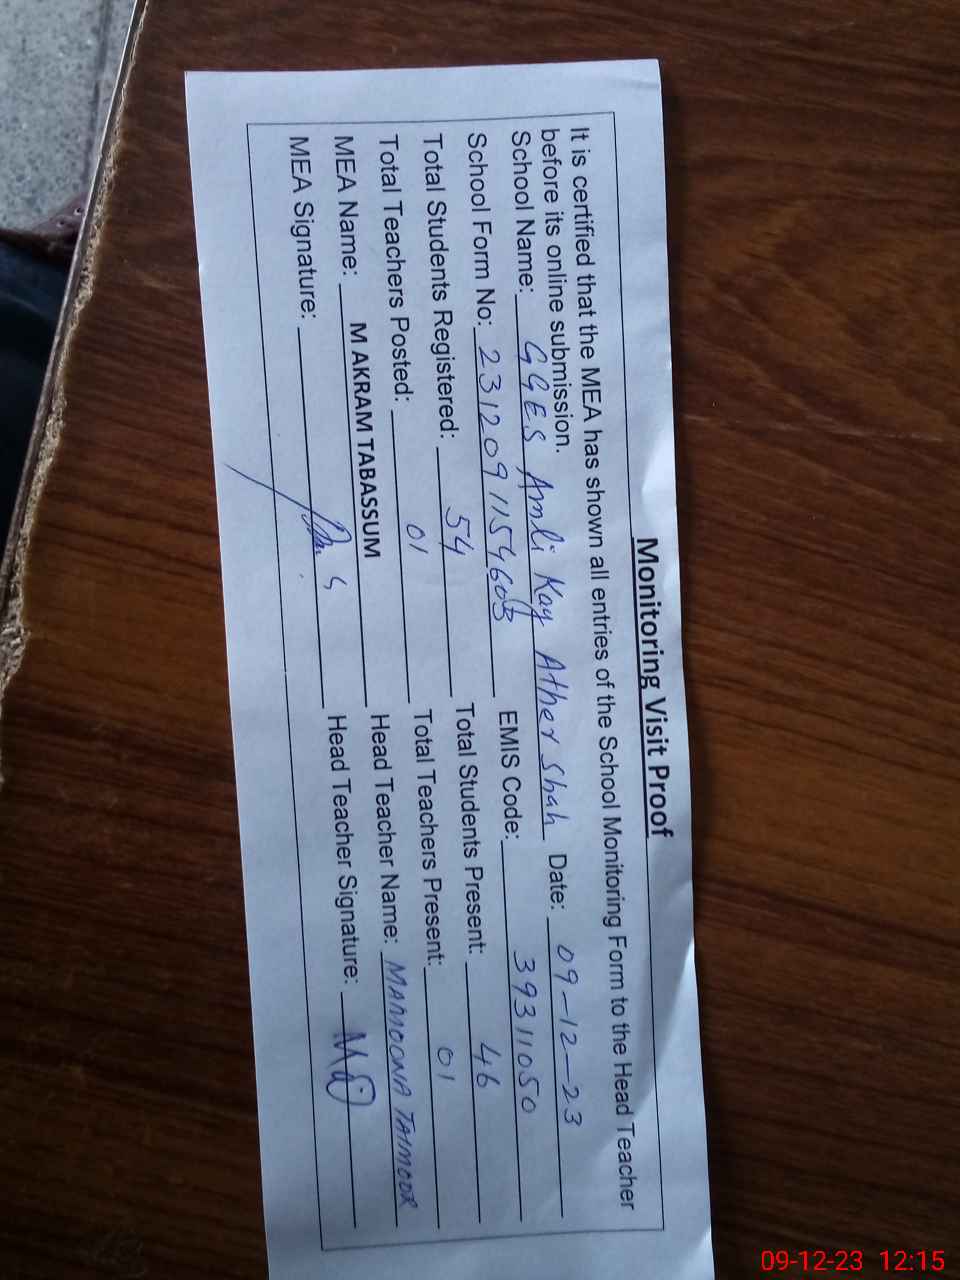 Monitoring Visit Proof
It is certified that the MEA has shown all entries of the School Monitoring Form to the Head Teacher
before its online submission.
School Name: GGES Amli Kay Ather Shah Date: 09-12-23
School Form No: 23120911546 EMIS Code: 39311050
Total Students Registered: 54 Total Students Present: 46
Total Teachers Posted: 01 Total Teachers Present: 01
MEA Name: M AKRAM TABASSUM Head Teacher Name: MAMOONA TAIMOOR
MEA Signature: Head Teacher Signature:
09-12-23 12:15